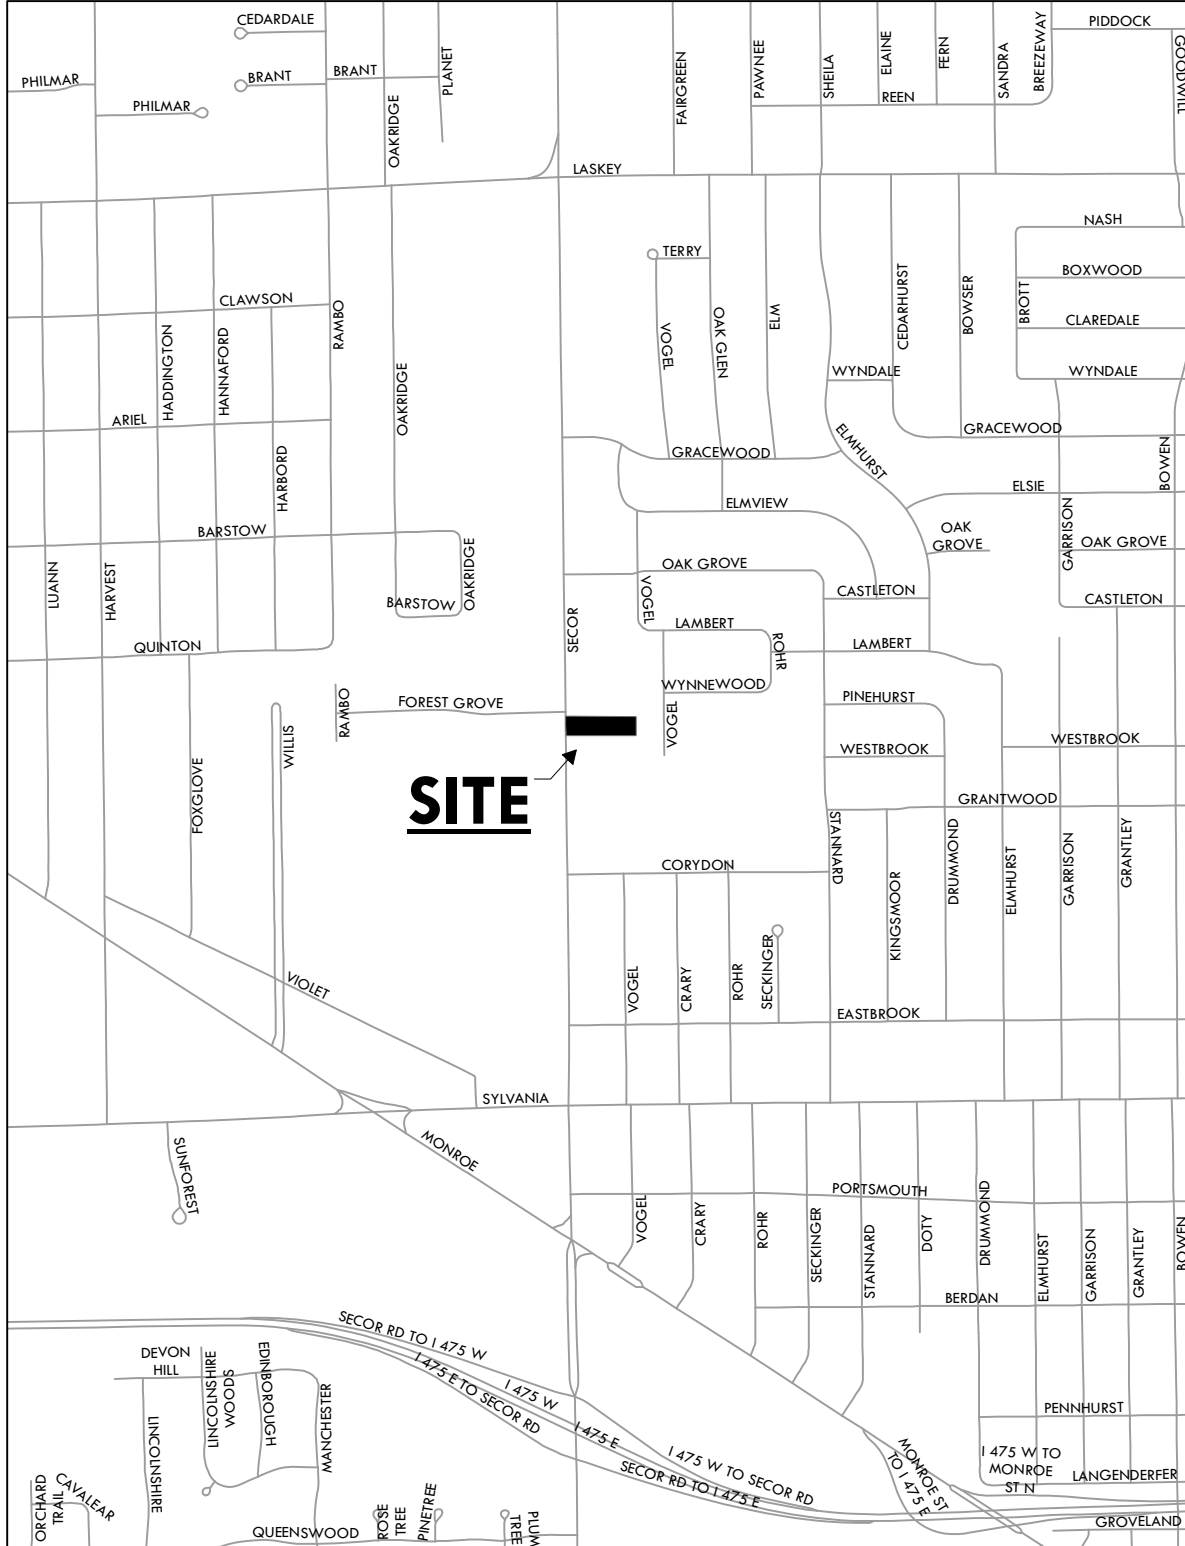 CEDARDALE
PHILMAR
BRANT
BRANT
PLANET
PHILMAR
OAKRIDGE
FAIRGREEN
PAWNEE
SHEILA
ELAINE
FERN
SANDRA
BREEZEWAY
PIDDOCK
GOODWILL
REEN
LASKEY
NASH
TERRY
BOXWOOD
CLAWSON
RAMBO
HADDINGTON
HANNAFORD
OAKRIDGE
VOGEL
OAK GLEN
ELM
CEDARHURST
BOWSER
BROTT
CLAREDALE
WYNDALE
WYNDALE
ARIEL
HARBORD
GRACEWOOD
ELMHURST
GRACEWOOD
BOWEN
ELSIE
ELMVIEW
BARSTOW
OAK
GROVE
GARRISON
OAK GROVE
LUANN
HARVEST
OAKRIDGE
BARSTOW
OAK GROVE
VOGEL
CASTLETON
CASTLETON
SECOR
LAMBERT
ROHR
LAMBERT
QUINTON
WYNNEWOOD
PINEHURST
RAMBO
FOREST GROVE
VOGEL
WILLIS
WESTBROOK
WESTBROOK
FOXGLOVE
SITE
GRANTWOOD
STANNARD
DRUMMOND
ELMHURST
GARRISON
GRANTLEY
CORYDON
KINGSMOOR
VOGEL
CRARY
ROHR
SECKINGER
VIOLET
EASTBROOK
SYLVANIA
MONROE
SUNFOREST
VOGEL
CRARY
ROHR
SECKINGER
PORTSMOUTH
STANNARD
DOTY
DRUMMOND
ELMHURST
GARRISON
GRANTLEY
BOWEN
BERDAN
SECOR RD TO I 475 W
DEVON
HILL
LINCOLNSHIRE
WOODS
EDINBOROUGH
MANCHESTER
I 475 E TO SECOR RD
I 475 W
I 475 E
LINCOLNSHIRE
I 475 W TO SECOR RD
SECOR RD TO I 475 E
MONROE ST
TO I 475 E
PENNHURST
I 475 W TO
MONROE
ST N
LANGENDERFER
ORCHARD
TRAIL
CAVALEAR
QUEENSWOOD
ROSE
TREE
PINETREE
PLUM
TREE
GROVELAND